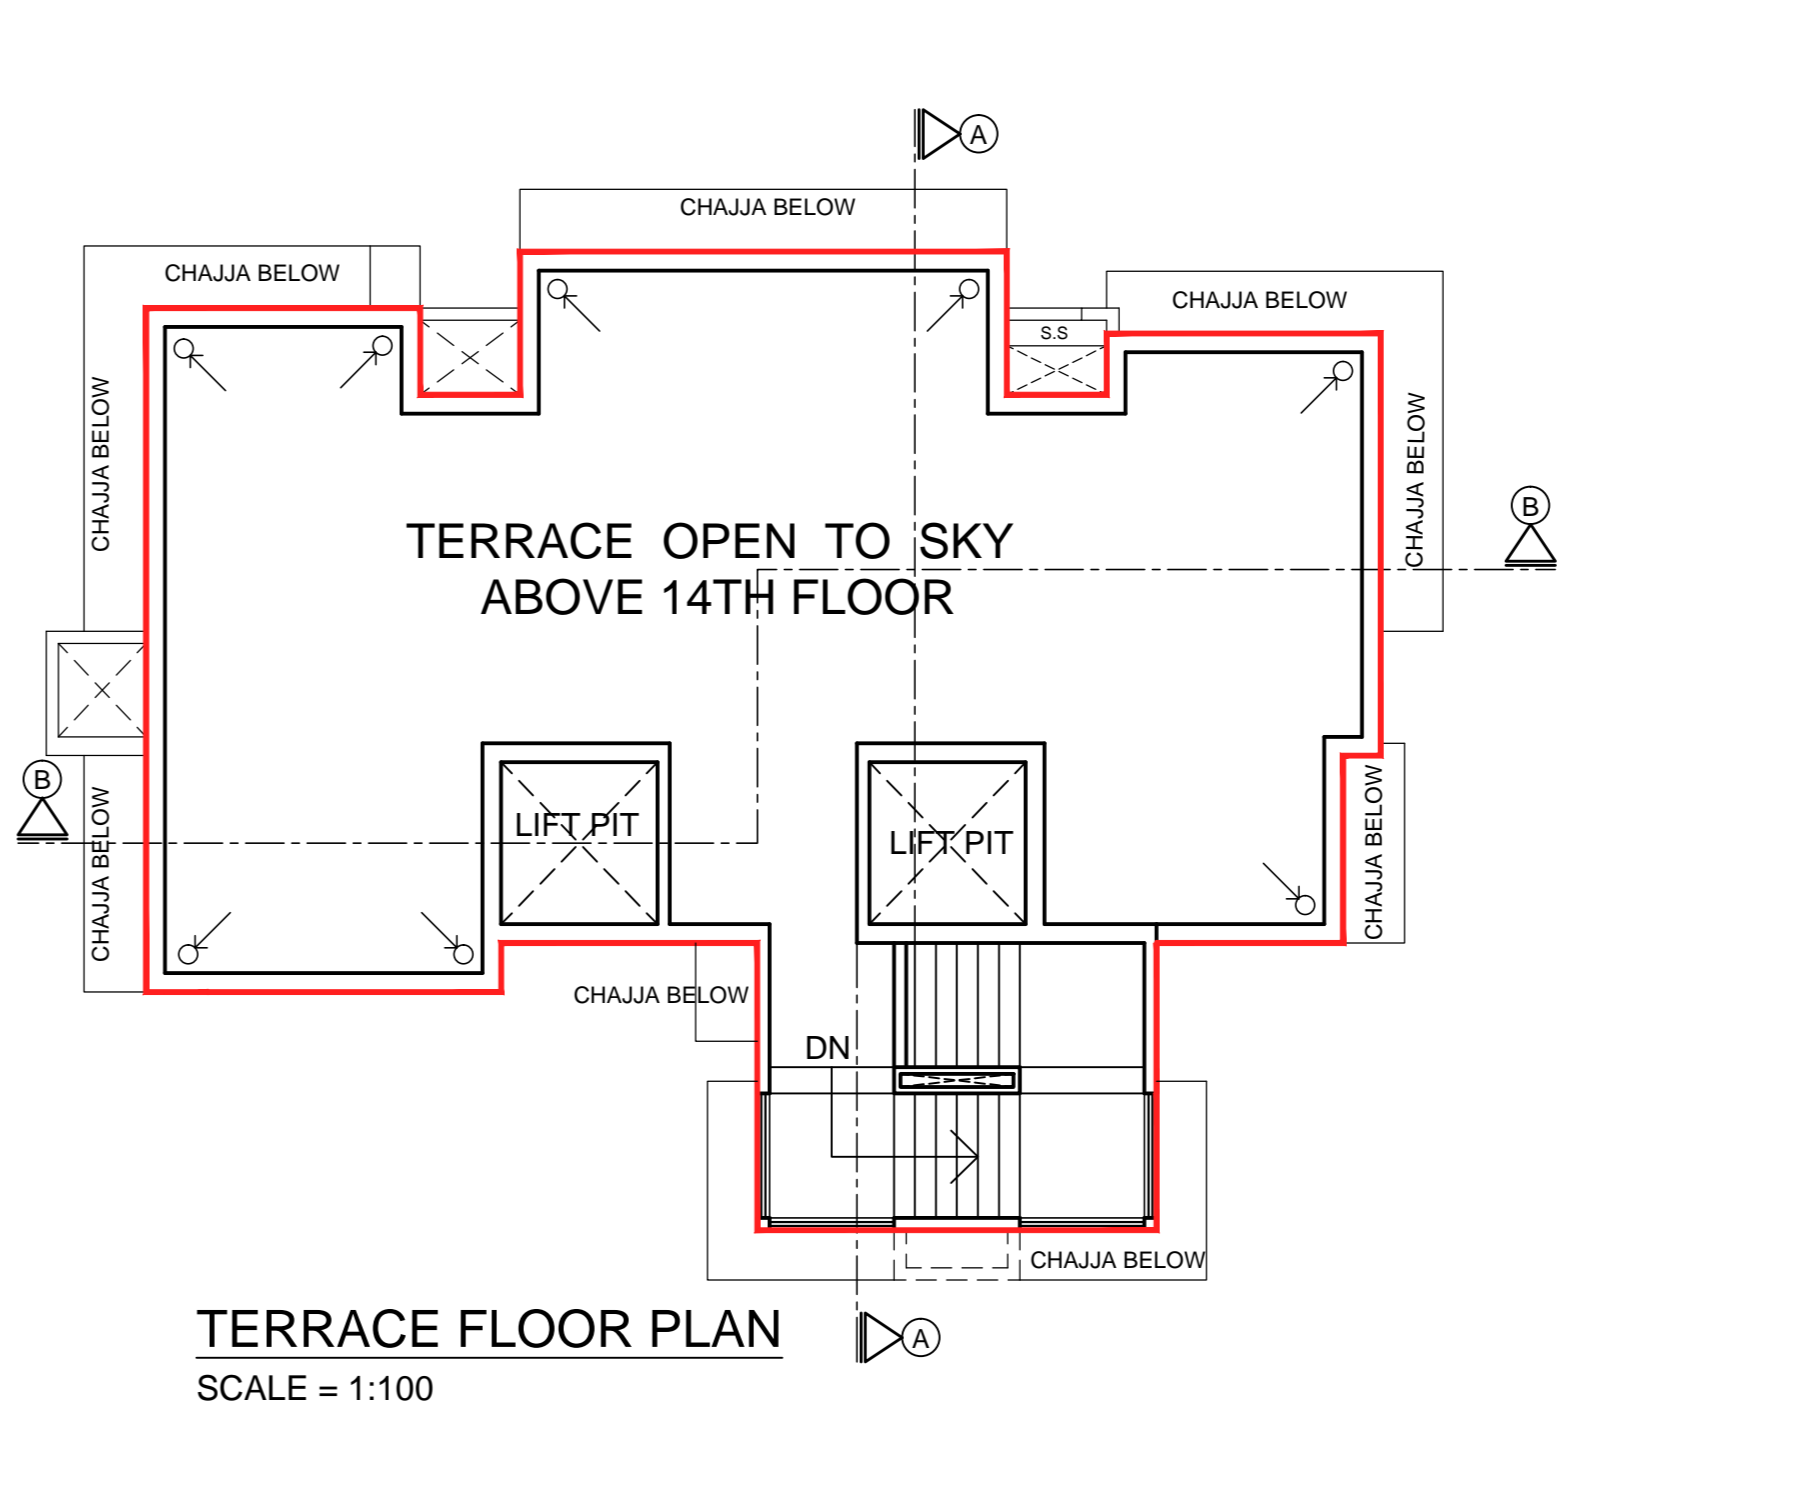 A
CHAJJA BELOW
CHAJJA BELOW
CHAJJA BELOW
S.S
CHAJJA BELOW
CHAJJA BELOW
B
TERRACE OPEN TO SKY
ABOVE 14TH FLOOR
B
CHAJJA BELOW
LIFT PIT
LIFT PIT
CHAJJA BELOW
CHAJJA BELOW
DN
CHAJJA BELOW
TERRACE FLOOR PLAN
A
SCALE = 1:100